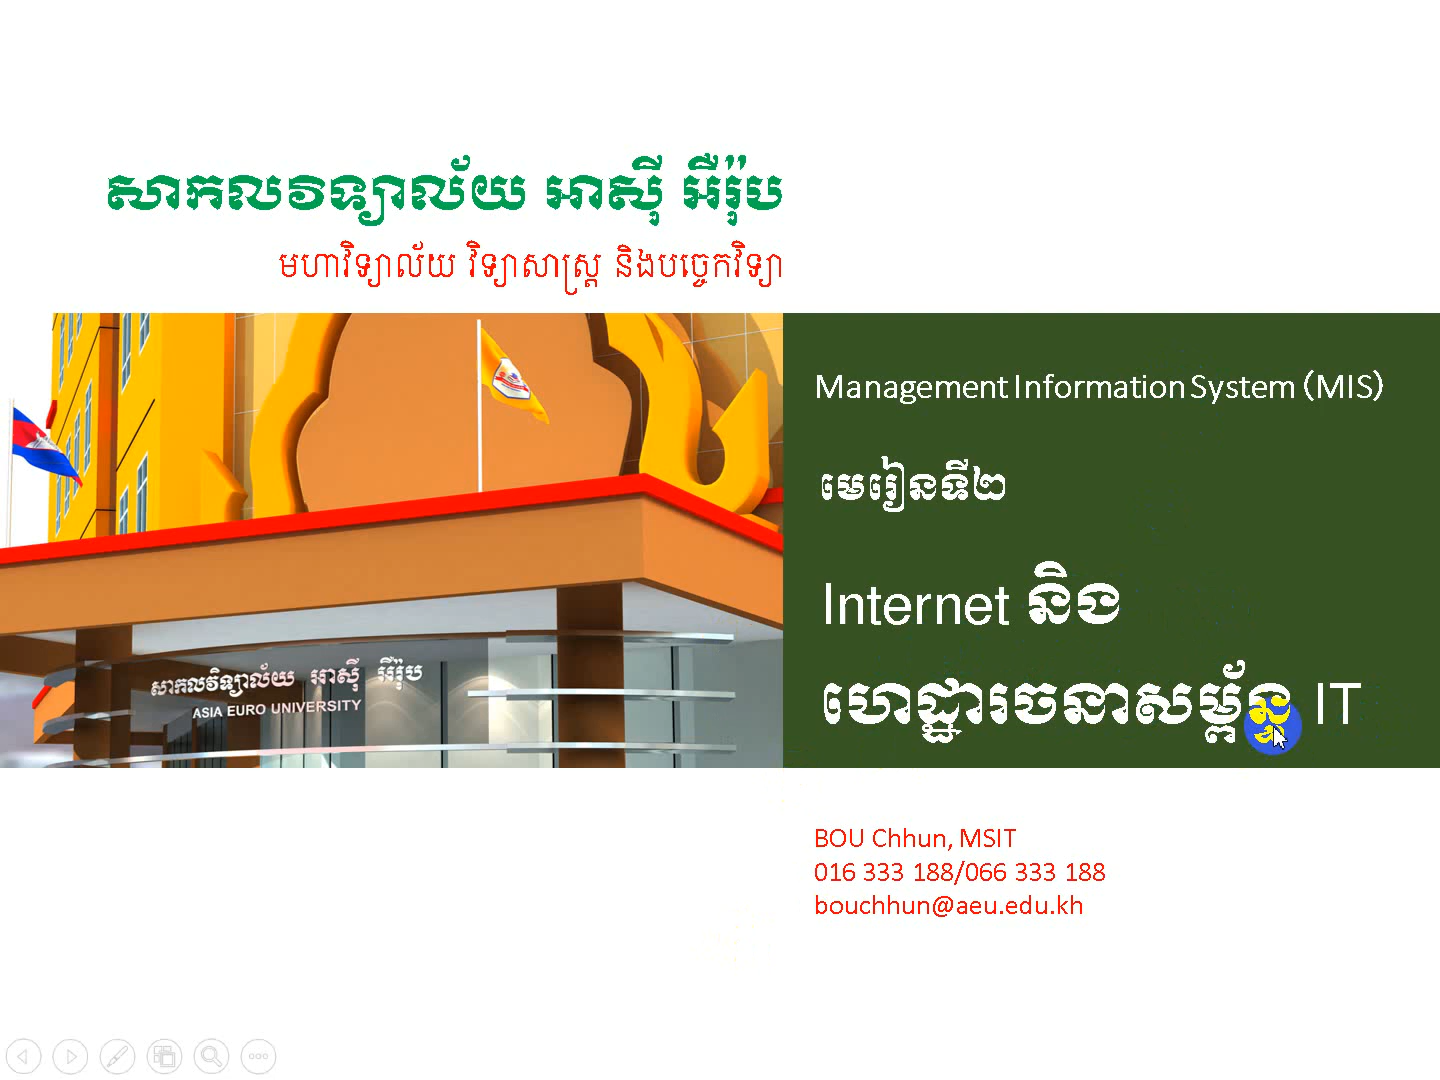 សាកលវិទ្យាល័យ អាស៊ី អឺរ៉ុប
មហាវិទ្យាល័យ វិទ្យាសាស្ត្រ និងបច្ចេកវិទ្យា
Management Information System (MIS)
មេរៀនទី២
Internet និង
ហេដ្ឋារចនាសម្ព័ន្ធ IT
សាកលវិទ្យាល័យ អាស៊ី អឺរ៉ុប
ASIA EURO UNIVERSITY
BOU Chhun, MSIT
016 333 188/066 333 188
bouchhun@aeu.edu.kh